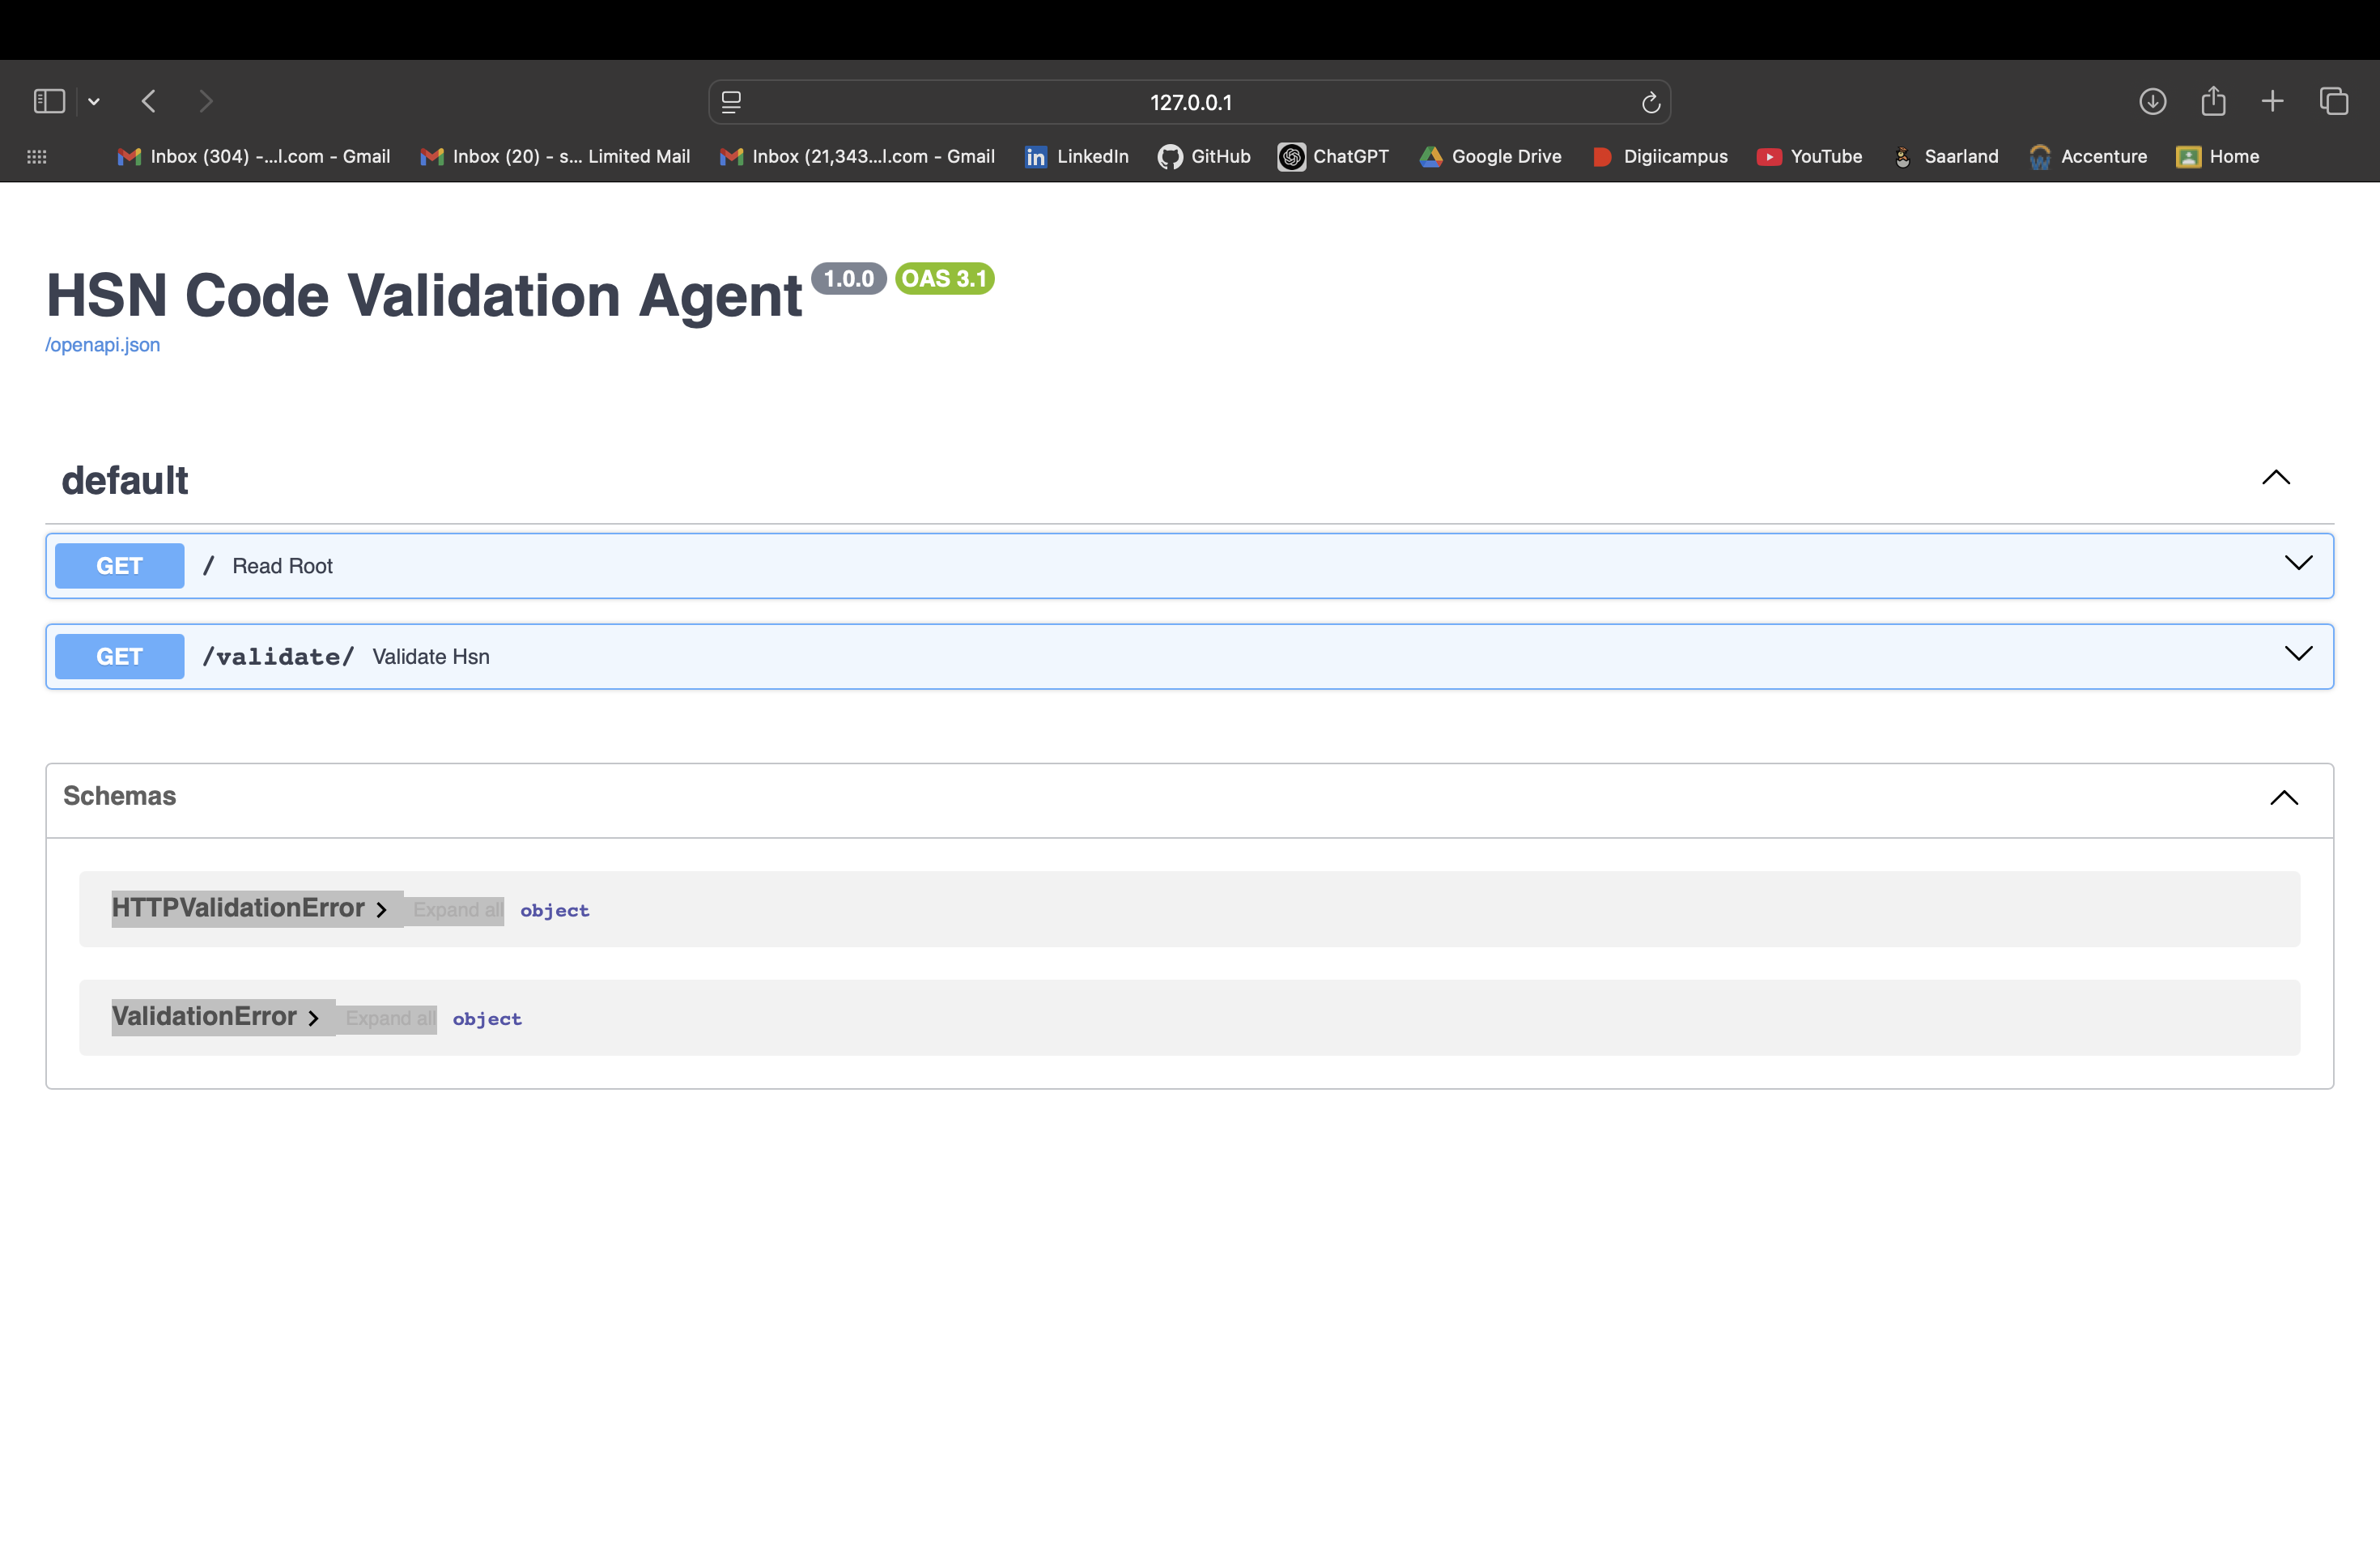 127.0.0.1
Inbox (304) -...l.com - Gmail Inbox (20) - s... Limited Mail Inbox (21,343...l.com - Gmail LinkedIn GitHub ChatGPT Google Drive Digiicampus YouTube Saarland Accenture Home
HSN Code Validation Agent 1.0.0 OAS 3.1
/openapi.json
default
GET / Read Root
GET /validate/ Validate Hsn
Schemas
HTTPValidationError Expand all object
ValidationError Expand all object